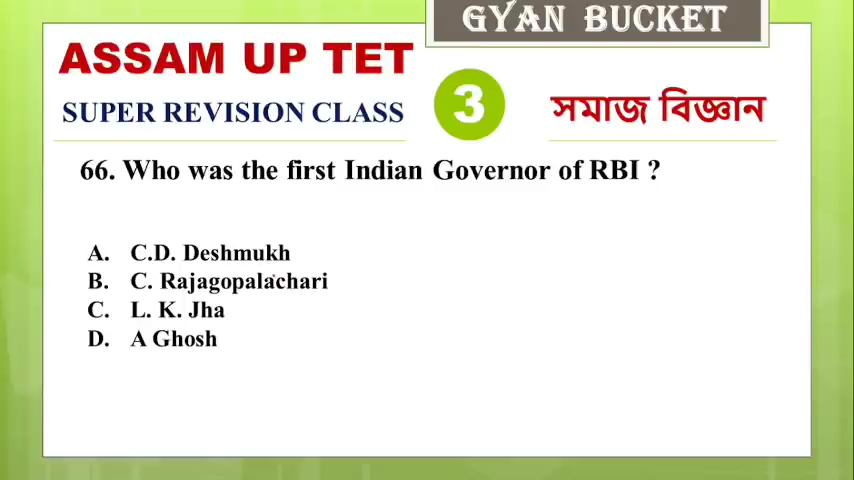 GYAN BUCKET
ASSAM UP TET
SUPER REVISION CLASS
3
সমাজ বিজ্ঞান
66. Who was the first Indian Governor of RBI ?
A. C.D. Deshmukh
B. C. Rajagopalachari
C. L. K. Jha
D. A Ghosh